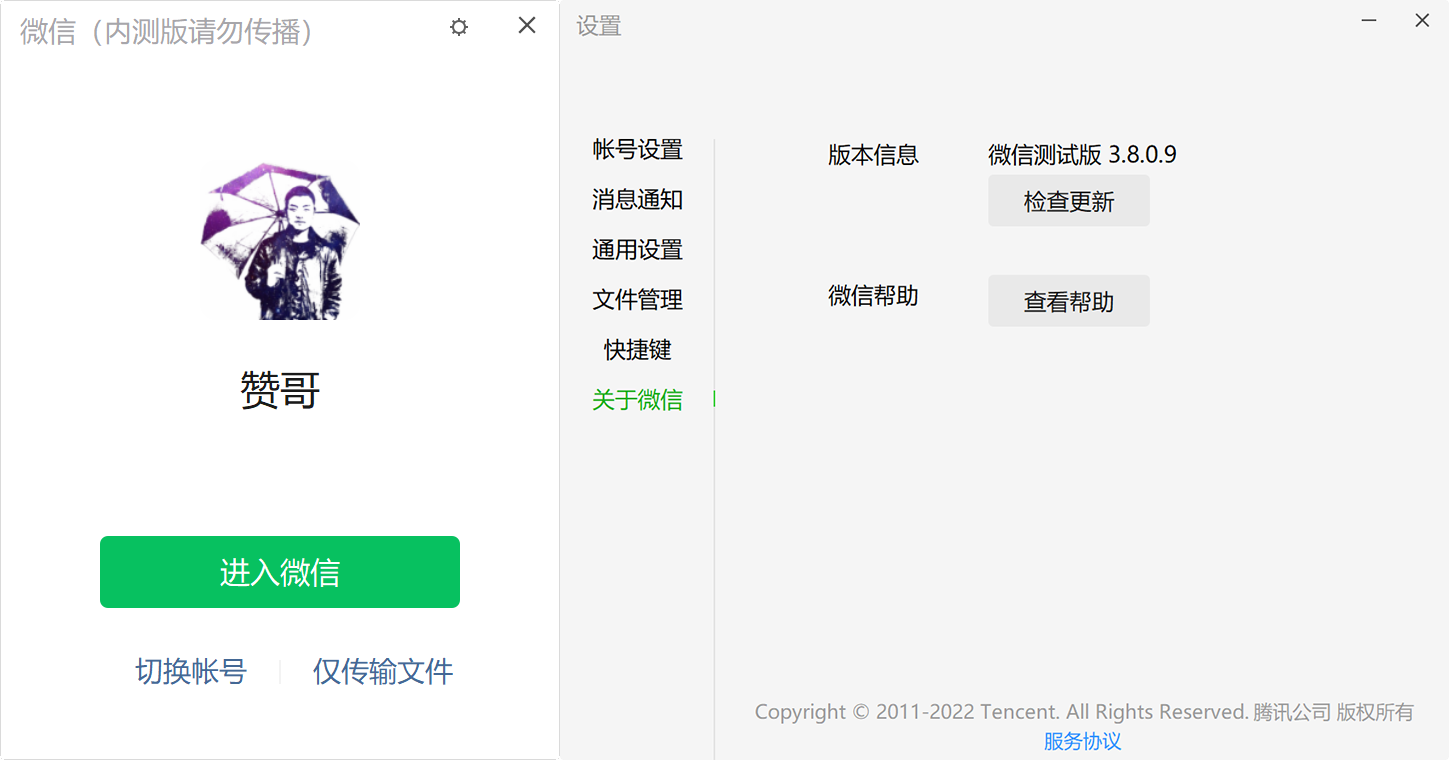 微信（内测版请勿传播）
赞哥
进入微信
切换帐号
仅传输文件
设置
帐号设置
消息通知
通用设置
文件管理
快捷键
关于微信
版本信息
微信测试版 3.8.0.9
检查更新
微信帮助
查看帮助
Copyright © 2011-2022 Tencent. All Rights Reserved. 腾讯公司 版权所有
服务协议